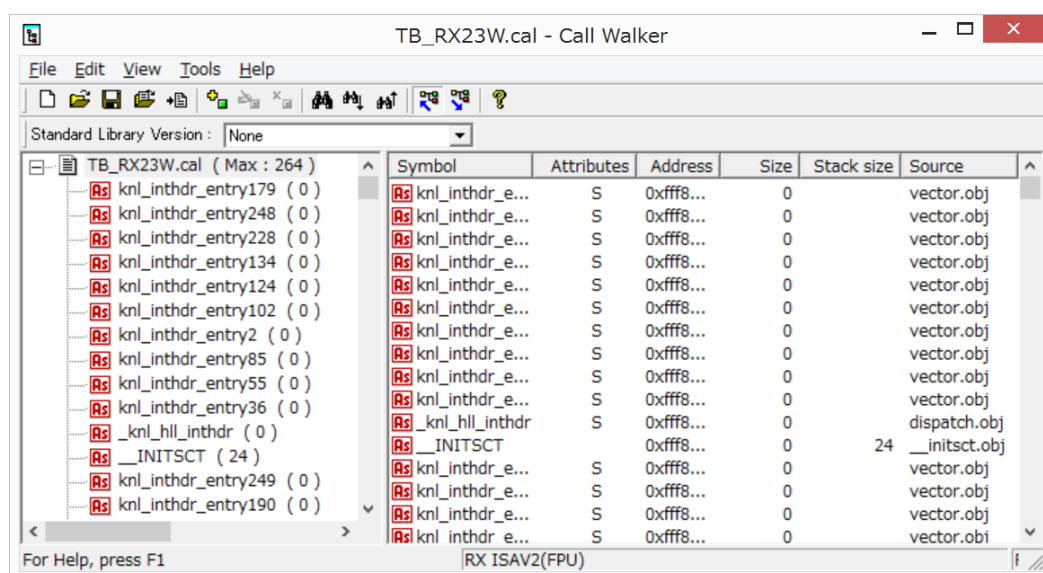 TB_RX23W.cal - Call Walker
File Edit View Tools Help
Standard Library Version : None
TB_RX23W.cal ( Max : 264 )
knl_inthdr_entry179 ( 0 )
knl_inthdr_entry248 ( 0 )
knl_inthdr_entry228 ( 0 )
knl_inthdr_entry134 ( 0 )
knl_inthdr_entry124 ( 0 )
knl_inthdr_entry102 ( 0 )
knl_inthdr_entry2 ( 0 )
knl_inthdr_entry85 ( 0 )
knl_inthdr_entry55 ( 0 )
knl_inthdr_entry36 ( 0 )
_knl_hll_inthdr ( 0 )
__INITSCT ( 24 )
knl_inthdr_entry249 ( 0 )
knl_inthdr_entry190 ( 0 )
Symbol Attributes Address Size Stack size Source
knl_inthdr_e... S 0xfff8... 0 vector.obj
knl_inthdr_e... S 0xfff8... 0 vector.obj
knl_inthdr_e... S 0xfff8... 0 vector.obj
knl_inthdr_e... S 0xfff8... 0 vector.obj
knl_inthdr_e... S 0xfff8... 0 vector.obj
knl_inthdr_e... S 0xfff8... 0 vector.obj
knl_inthdr_e... S 0xfff8... 0 vector.obj
knl_inthdr_e... S 0xfff8... 0 vector.obj
knl_inthdr_e... S 0xfff8... 0 vector.obj
knl_inthdr_e... S 0xfff8... 0 vector.obj
_knl_hll_inthdr S 0xfff8... 0 dispatch.obj
__INITSCT 0xfff8... 0 24 __initsct.obj
knl_inthdr_e... S 0xfff8... 0 vector.obj
knl_inthdr_e... S 0xfff8... 0 vector.obj
knl_inthdr_e... S 0xfff8... 0 vector.obj
knl_inthdr_e... S 0xfff8... 0 vector.obj
For Help, press F1
RX ISAV2(FPU)